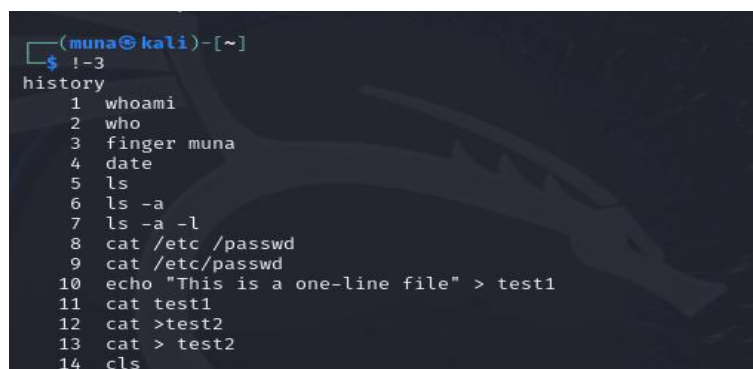 ┌──(muna㉿kali)-[~]
└─$ !-3
history
1 whoami
2 who
3 finger muna
4 date
5 ls
6 ls -a
7 ls -a -l
8 cat /etc /passwd
9 cat /etc/passwd
10 echo "This is a one-line file" > test1
11 cat test1
12 cat >test2
13 cat > test2
14 cls